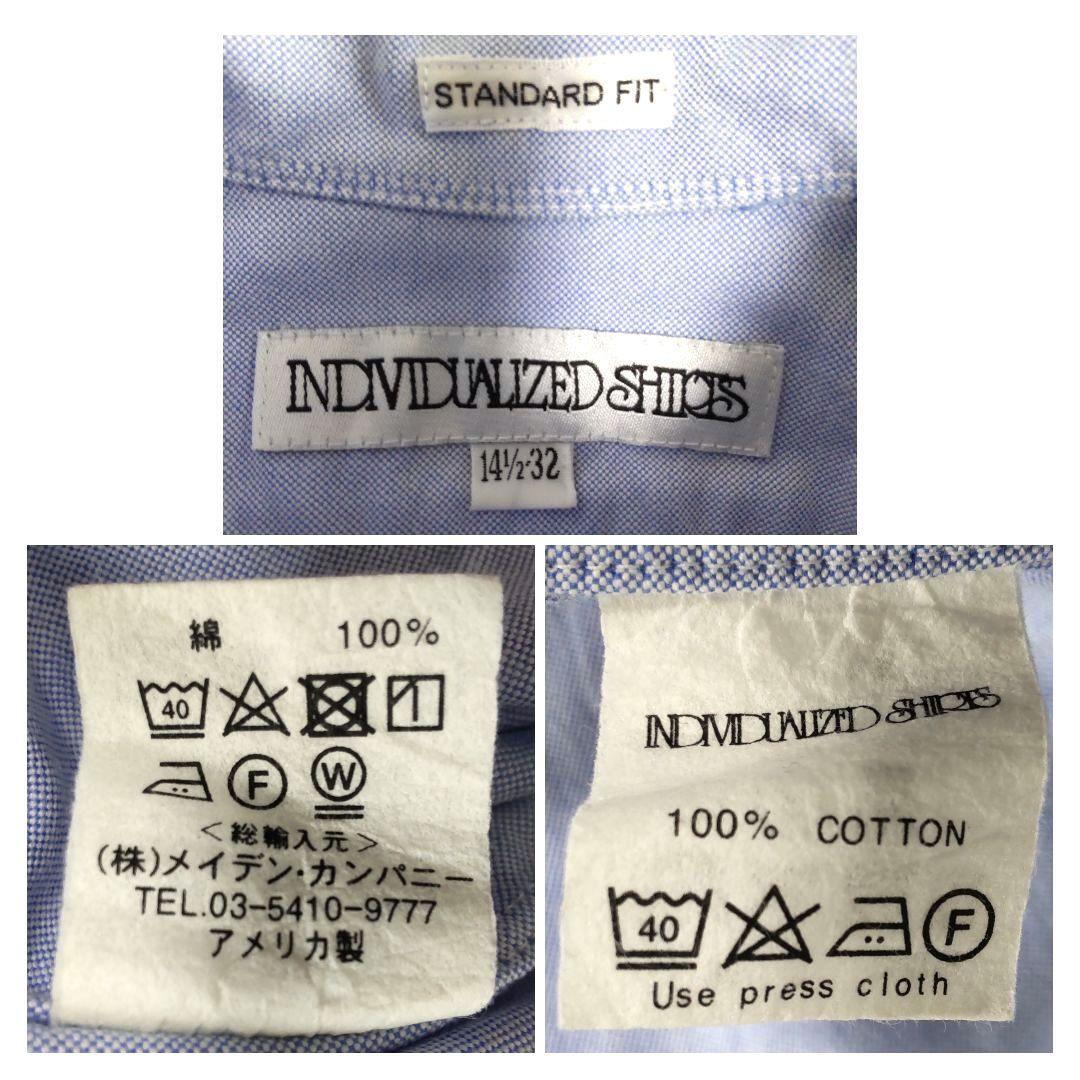 STANDARD FIT
INDIVIDUALIZED SHIRTS
14½-32
綿 100%
40
F W
<総輸入元>
(株)メイデン・カンパニー
TEL.03-5410-9777
アメリカ製
INDIVIDUALIZED SHIRTS
100% COTTON
40 F
Use press cloth